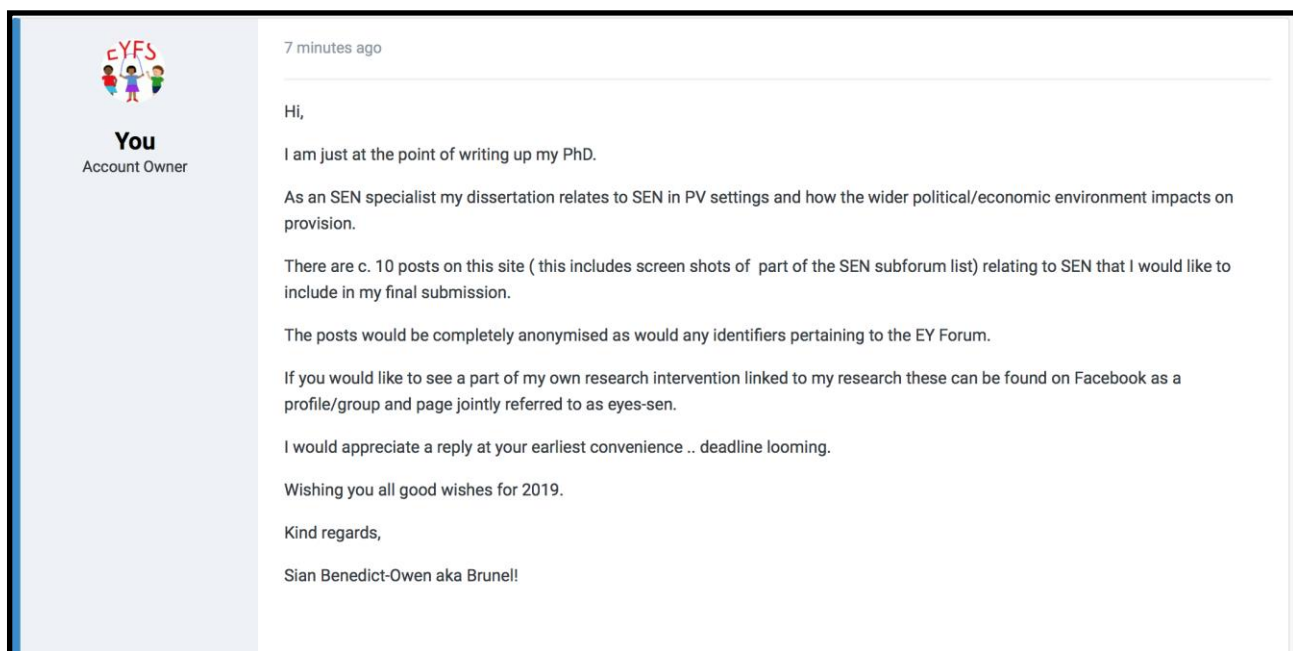 EYFS
You
Account Owner
7 minutes ago
Hi,
I am just at the point of writing up my PhD.
As an SEN specialist my dissertation relates to SEN in PV settings and how the wider political/economic environment impacts on
provision.
There are c. 10 posts on this site ( this includes screen shots of  part of the SEN subforum list) relating to SEN that I would like to
include in my final submission.
The posts would be completely anonymised as would any identifiers pertaining to the EY Forum.
If you would like to see a part of my own research intervention linked to my research these can be found on Facebook as a
profile/group and page jointly referred to as eyes-sen.
I would appreciate a reply at your earliest convenience .. deadline looming.
Wishing you all good wishes for 2019.
Kind regards,
Sian Benedict-Owen aka Brunel!